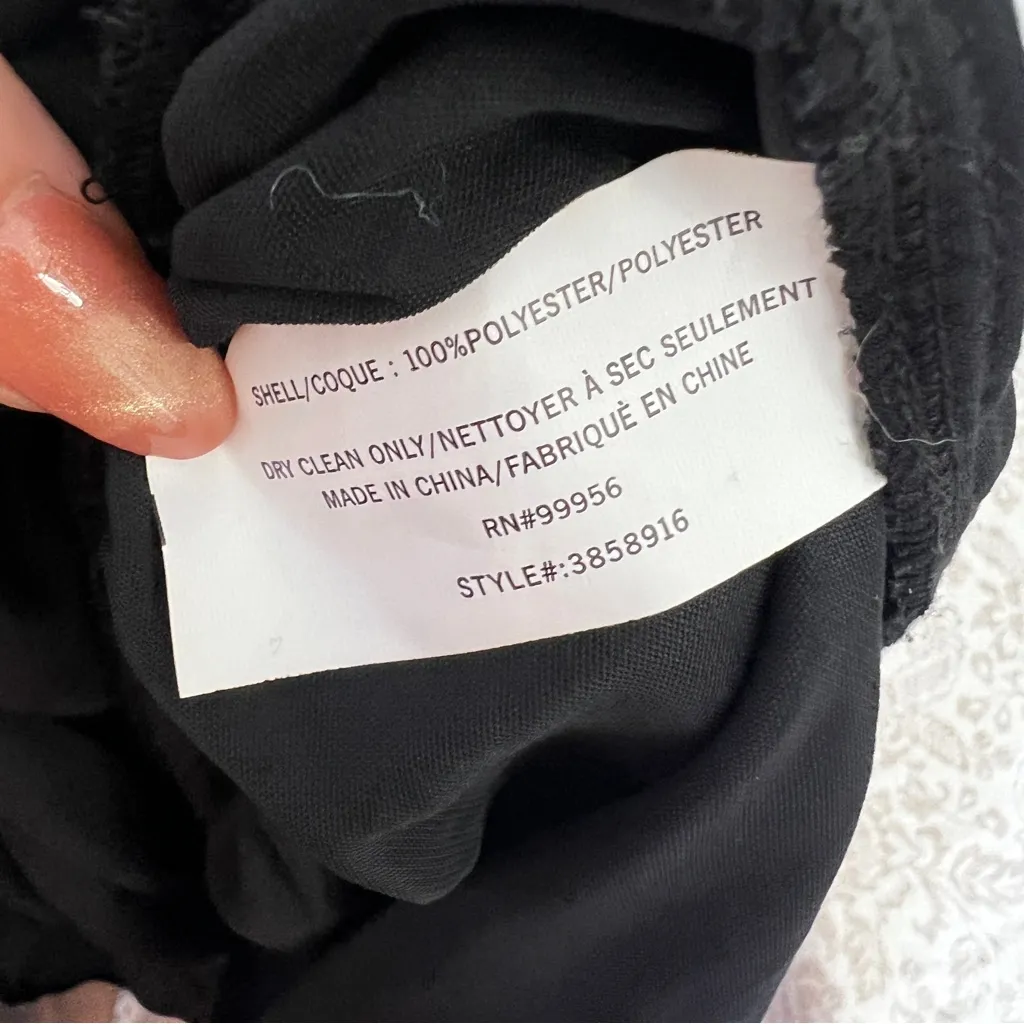 SHELL/COQUE : 100%POLYESTER/POLYESTER
DRY CLEAN ONLY/NETTOYER À SEC SEULEMENT
MADE IN CHINA/FABRIQUÈ EN CHINE
RN#99956
STYLE#:3858916